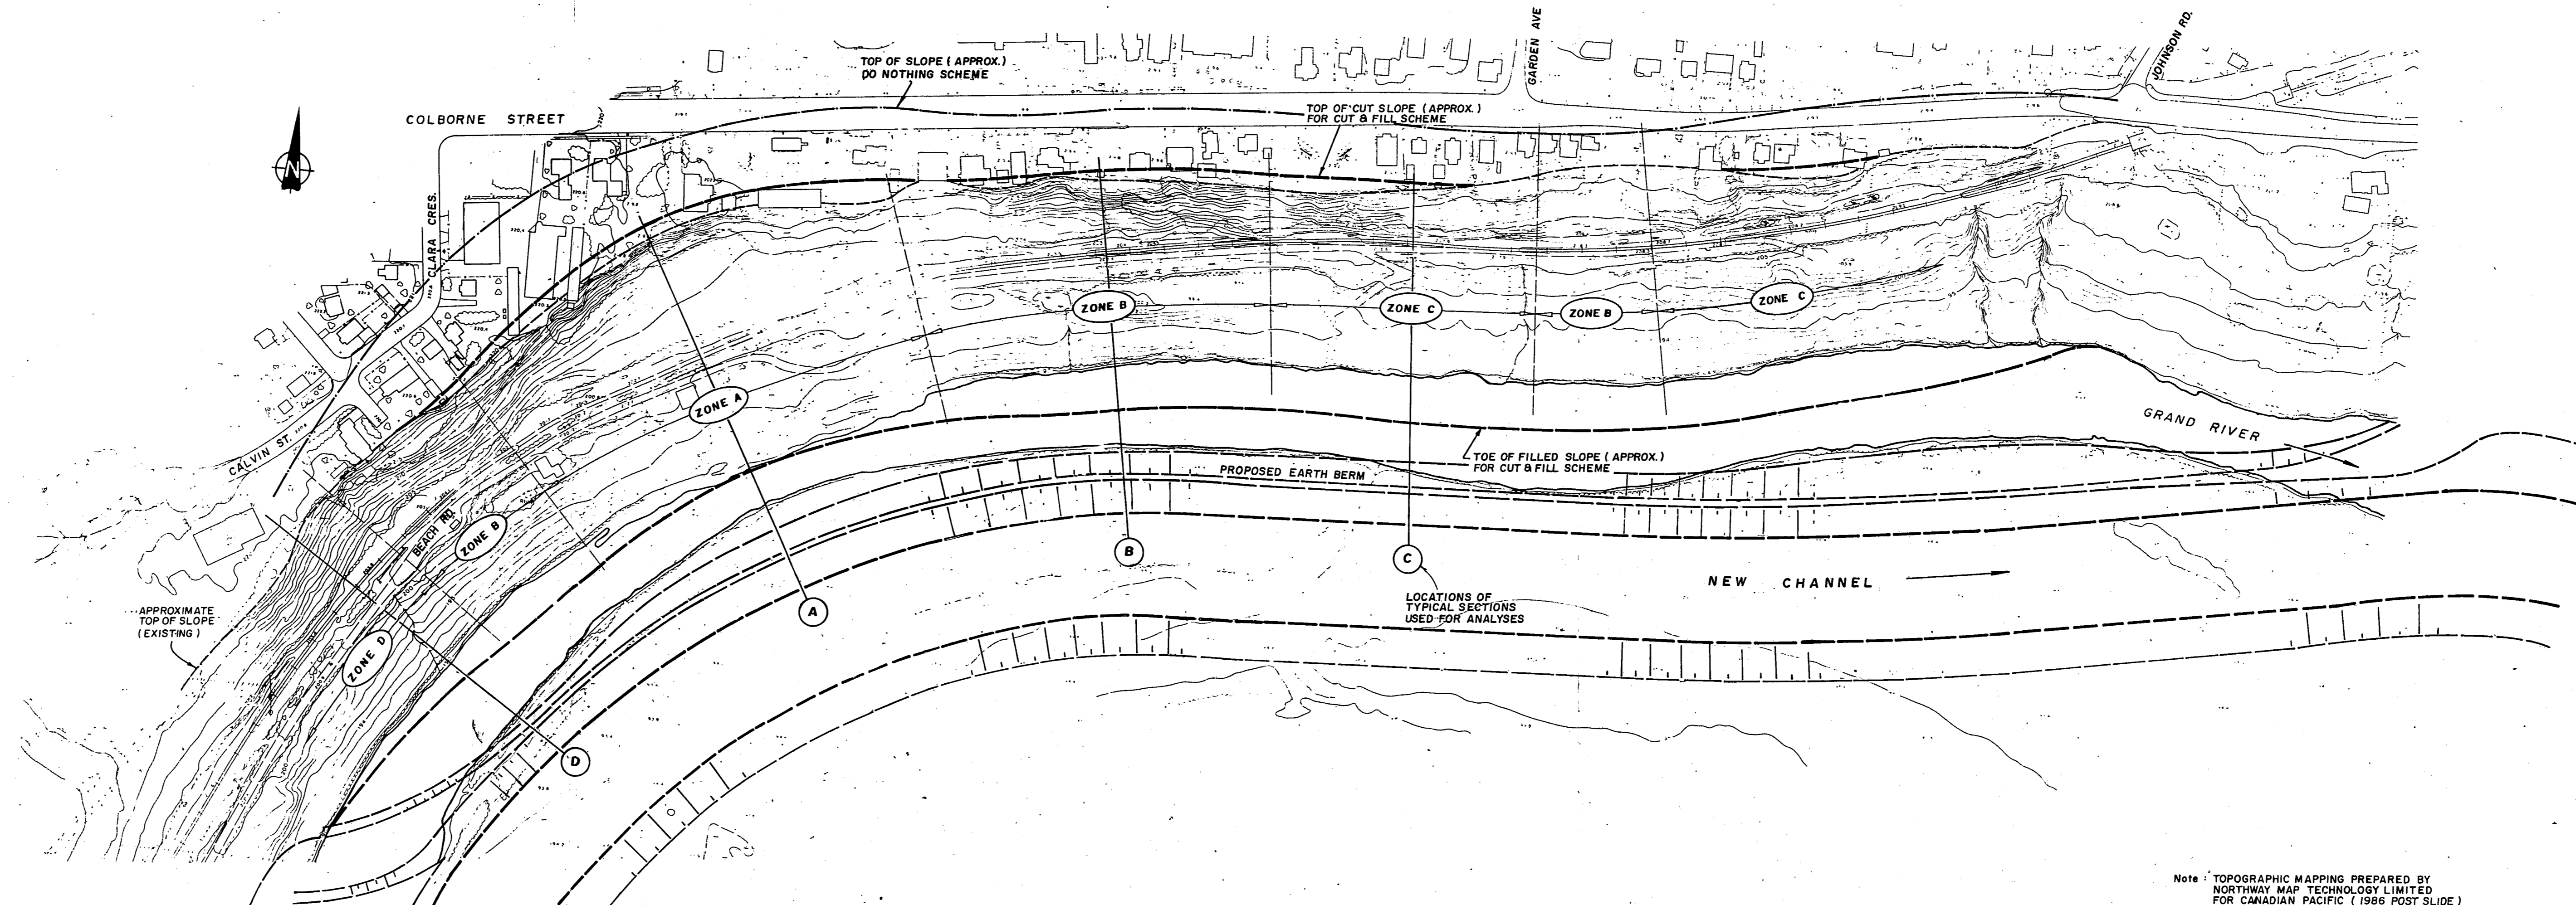 GARDEN AVE
JOHNSON RD.
TOP OF SLOPE ( APPROX.)
DO NOTHING SCHEME
TOP OF CUT SLOPE ( APPROX.)
FOR CUT & FILL SCHEME
COLBORNE STREET
N
CLARA CRES.
ZONE B
ZONE C
ZONE B
ZONE C
ZONE A
CALVIN ST.
GRAND RIVER
TOE OF FILLED SLOPE ( APPROX.)
FOR CUT & FILL SCHEME
PROPOSED EARTH BERM
BEACH RD.
ZONE B
B
C
NEW CHANNEL
LOCATIONS OF
TYPICAL SECTIONS
USED FOR ANALYSES
A
APPROXIMATE
TOP OF SLOPE
( EXISTING )
ZONE D
D
Note : TOPOGRAPHIC MAPPING PREPARED BY
NORTHWAY MAP TECHNOLOGY LIMITED
FOR CANADIAN PACIFIC ( 1986 POST SLIDE )